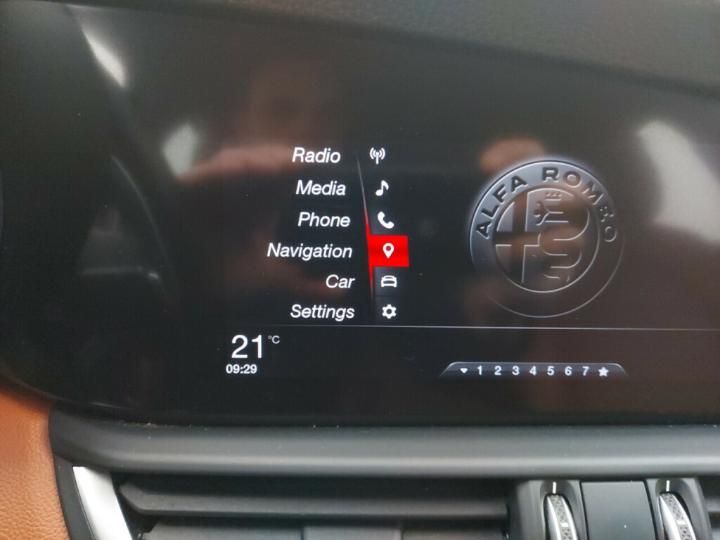 Radio
Media
Phone
Navigation
Car
Settings
ALFA ROMEO
21°C
09:29
1 2 3 4 5 6 7